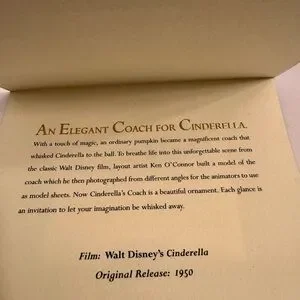 An Elegant Coach for Cinderella
With a touch of magic, an ordinary pumpkin became a magnificent coach that
whisked Cinderella to the ball. To breathe life into this unforgettable scene from
the classic Walt Disney film, layout artist Ken O'Connor built a model of the
coach which he then photographed from different angles for the animators to use
as model sheets. Now Cinderella's Coach is a beautiful ornament. Each glance is
an invitation to let your imagination be whisked away.
Film: Walt Disney's Cinderella
Original Release: 1950